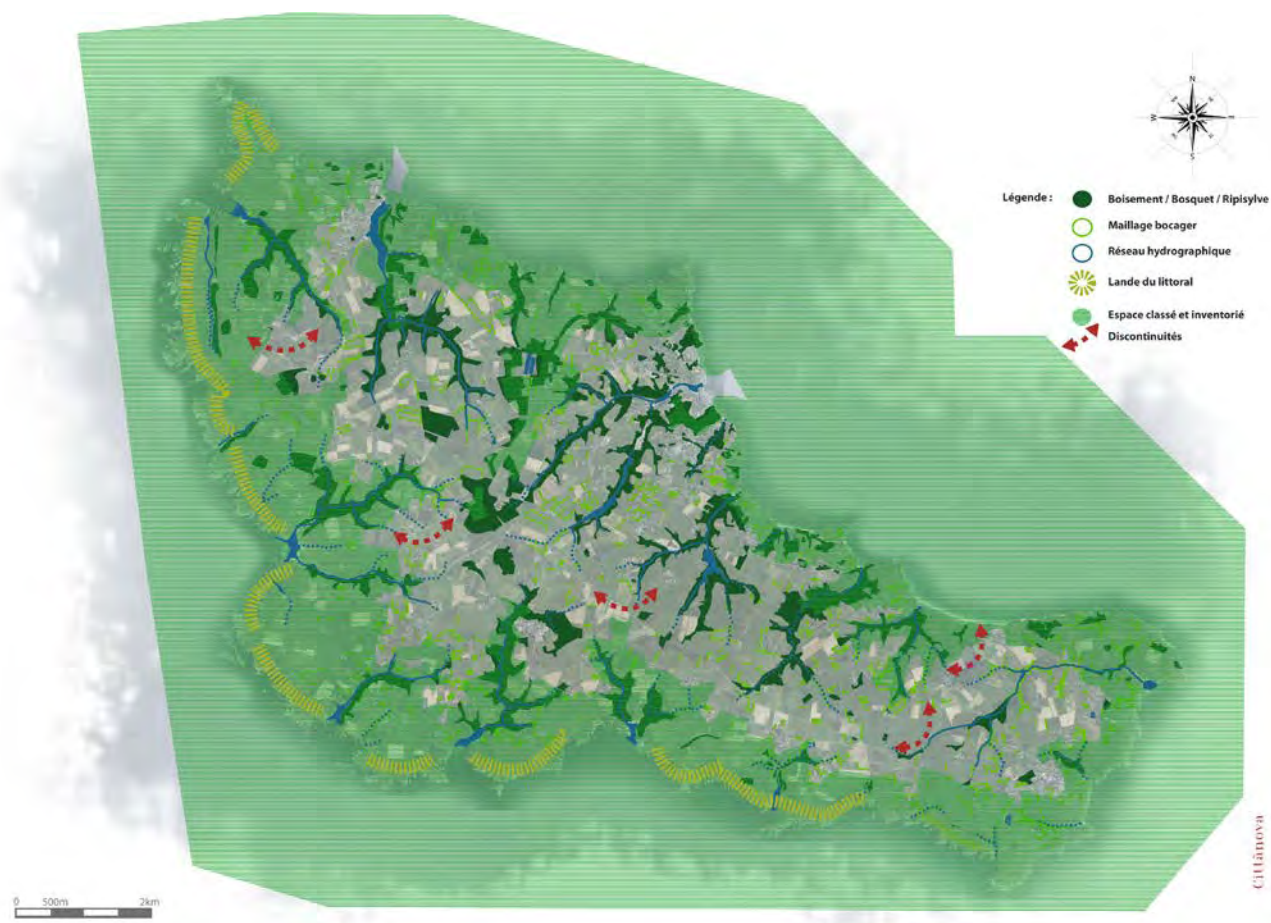 N
W
E
S
Légende :
Boisement / Bosquet / Ripisylve
Maillage bocager
Réseau hydrographique
Lande du littoral
Espace classé et inventorié
Discontinuités
Cittànova
0 500m 2km